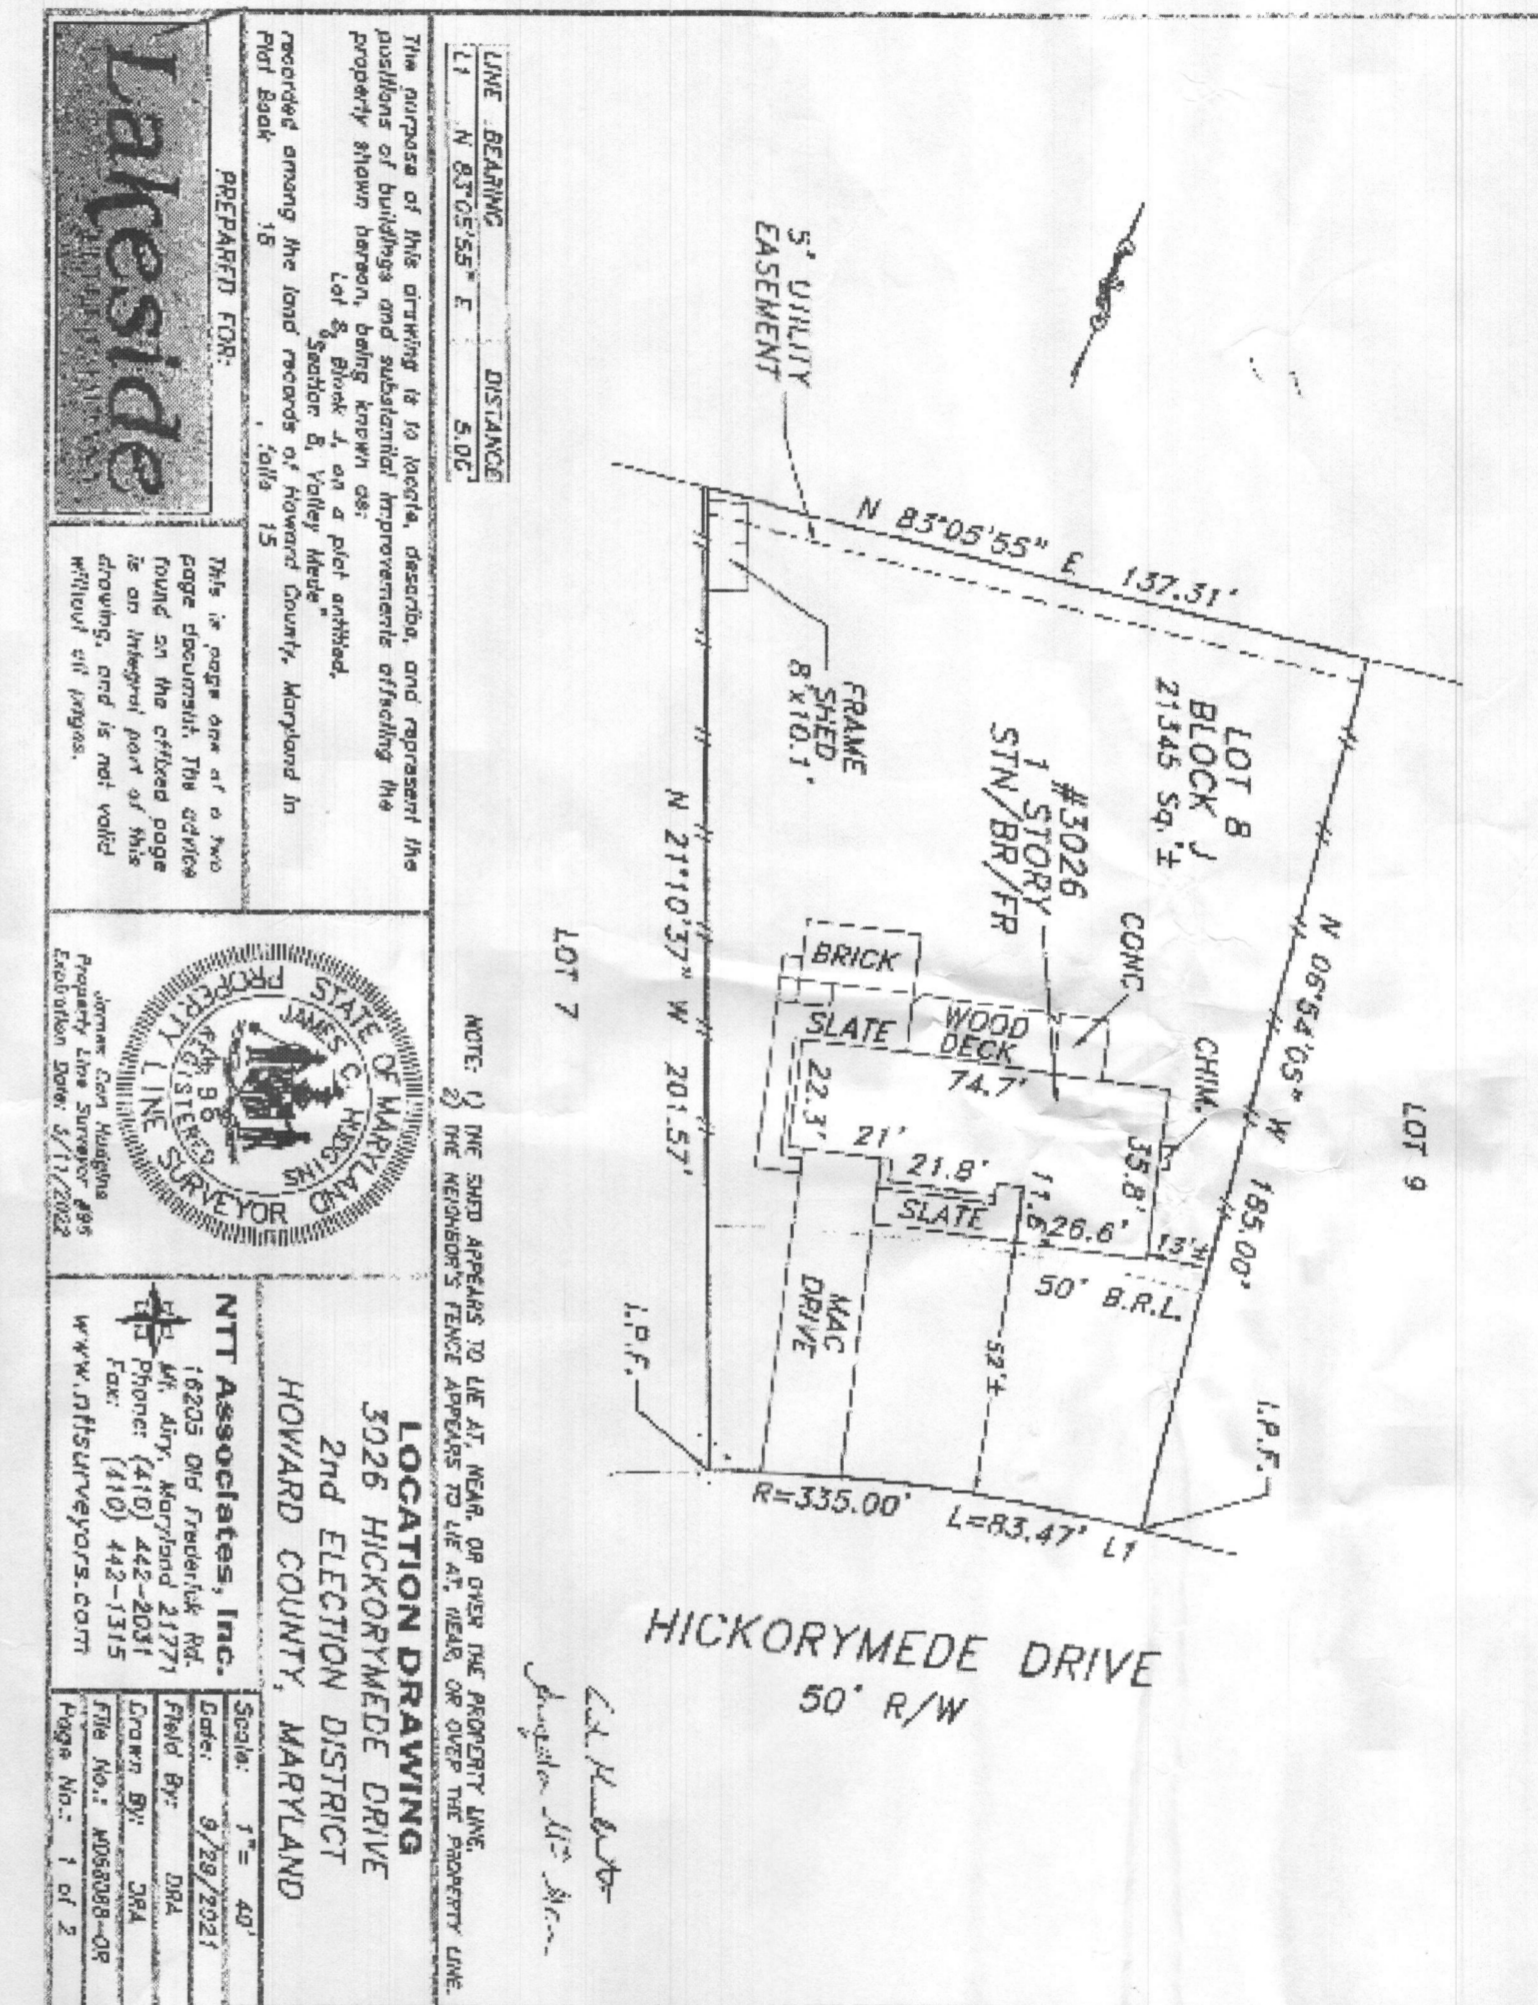 LOT 9
LOT 8
BLOCK J
21345 Sq.'±
N 83°05'55" E 137.31'
5' UTILITY
EASEMENT
FRAME
SHED
8'x10.1'
#3026
1 STORY
STN/BR/FR
N 06°54'05" W 185.00'
CONC
CHIM.
BRICK
SLATE
WOOD
DECK
74.7'
22.3'
21'
21.8'
11.6'
35.8'
26.6'
13'±
SLATE
50' B.R.L.
MAC
DRIVE
52'±
I.P.F.
I.P.F.
N 21°10'37" W 201.57'
LOT 7
R=335.00' L=83.47' L1
HICKORYMEDE DRIVE
50' R/W
LINE BEARING DISTANCE
L1 N 83°05'55" E 5.00
NOTE: 1) THE SHED APPEARS TO LIE AT, NEAR, OR OVER THE PROPERTY LINE.
2) THE NEIGHBOR'S FENCE APPEARS TO LIE AT, NEAR, OR OVER THE PROPERTY LINE.
The purpose of this drawing is to locate, describe, and represent the
positions of buildings and substantial improvements affecting the
property shown hereon, being known as:
Lot 8, Block J, on a plat entitled,
"Section 8, Valley Mede"
recorded among the land records of Howard County, Maryland in
Plat Book 16 , folio 15
PREPARED FOR:
Lakeside
This is page one of a two
page document. The advice
found on the affixed page
is an integral part of this
drawing, and is not valid
without all pages.
STATE OF MARYLAND
JAMES C. HUDGINS
REGISTERED
PROPERTY LINE SURVEYOR
James Carl Hudgins
Property Line Surveyor #95
Expiration Date: 5/17/2022
LOCATION DRAWING
3026 HICKORYMEDE DRIVE
2nd ELECTION DISTRICT
HOWARD COUNTY, MARYLAND
NTT Associates, Inc.
16205 Old Frederick Rd.
Mt. Airy, Maryland 21771
Phone: (410) 442-2031
Fax: (410) 442-1315
www.nttsurveyors.com
Scale: 1"= 40'
Date: 9/28/2021
Field By: DRA
Drawn By: DRA
File No.: MD58088-OR
Page No.: 1 of 2